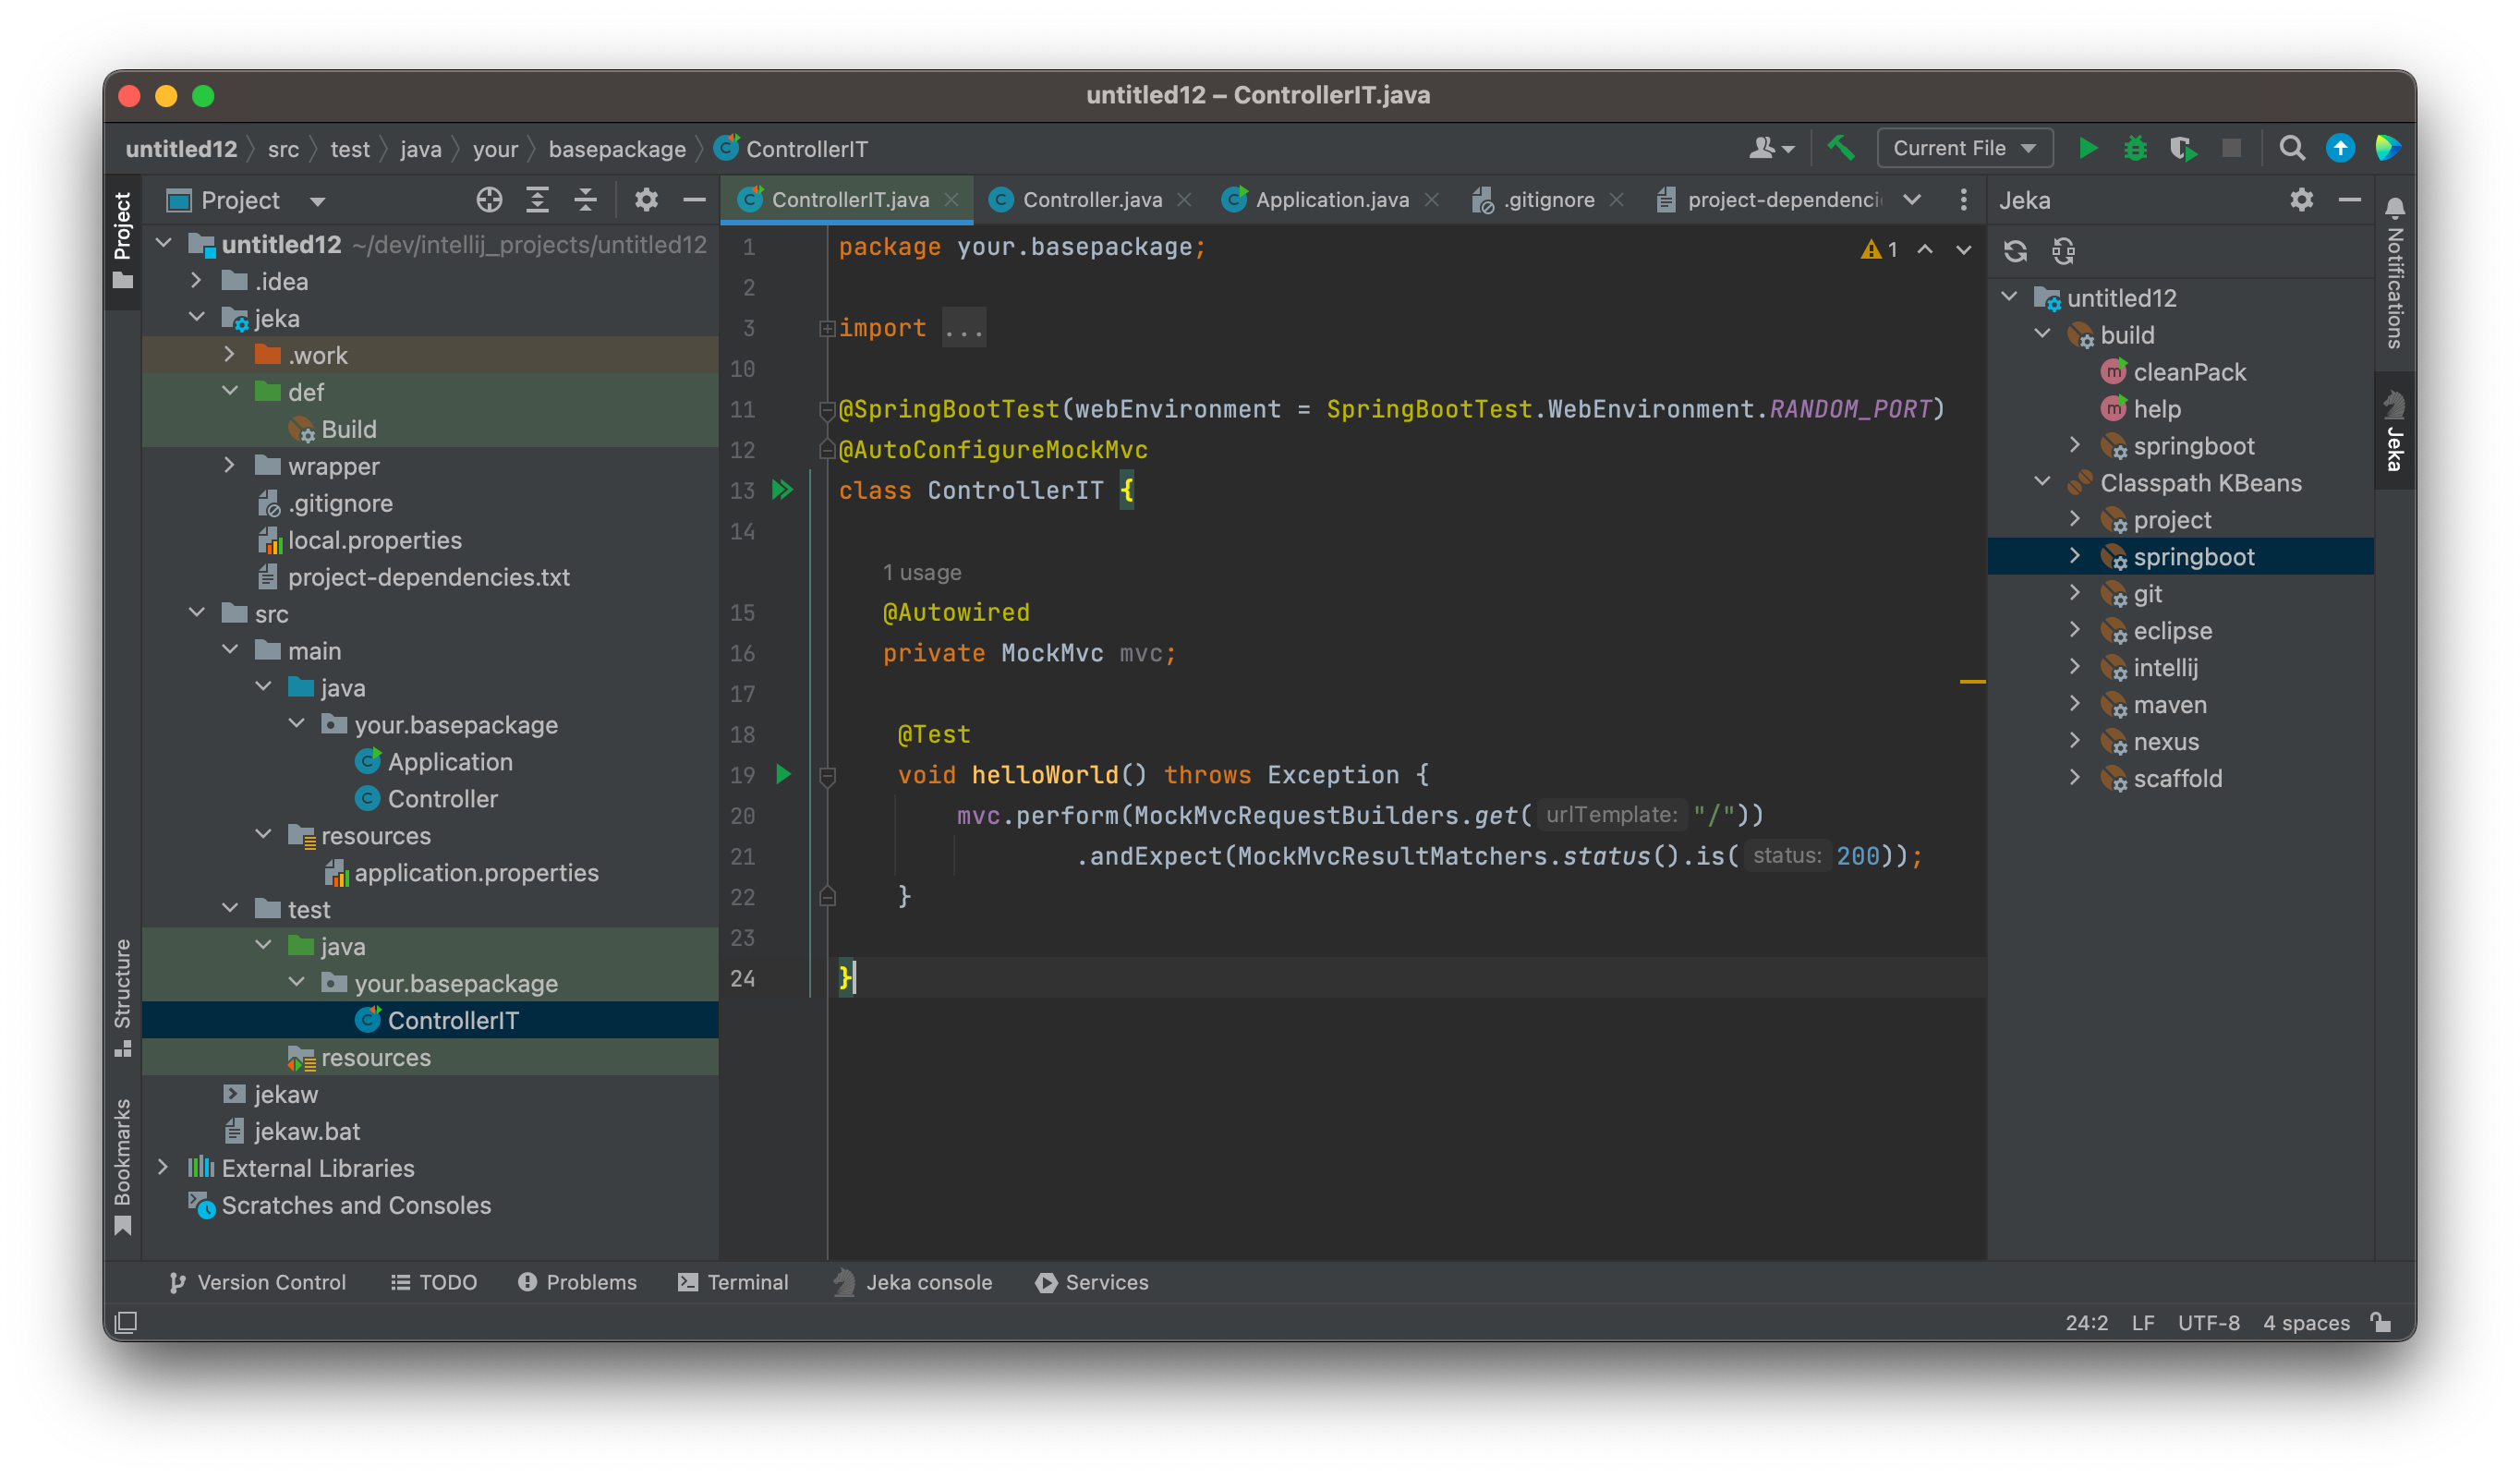 untitled12 – ControllerIT.java
untitled12 src test java your basepackage ControllerIT
Current File
Project
Structure
Bookmarks
Project
untitled12 ~/dev/intellij_projects/untitled12
.idea
jeka
.work
def
Build
wrapper
.gitignore
local.properties
project-dependencies.txt
src
main
java
your.basepackage
Application
Controller
resources
application.properties
test
java
your.basepackage
ControllerIT
resources
jekaw
jekaw.bat
External Libraries
Scratches and Consoles
ControllerIT.java Controller.java Application.java .gitignore project-dependenci
1 package your.basepackage;
1
2
3 import ...
10
11 @SpringBootTest(webEnvironment = SpringBootTest.WebEnvironment.RANDOM_PORT)
12 @AutoConfigureMockMvc
13 class ControllerIT {
14
1 usage
15 @Autowired
16 private MockMvc mvc;
17
18 @Test
19 void helloWorld() throws Exception {
20 mvc.perform(MockMvcRequestBuilders.get( urlTemplate: "/"))
21 .andExpect(MockMvcResultMatchers.status().is( status: 200));
22 }
23
24 }
Jeka
untitled12
build
cleanPack
help
springboot
Classpath KBeans
project
springboot
git
eclipse
intellij
maven
nexus
scaffold
Notifications
Jeka
Version Control TODO Problems Terminal Jeka console Services
24:2 LF UTF-8 4 spaces